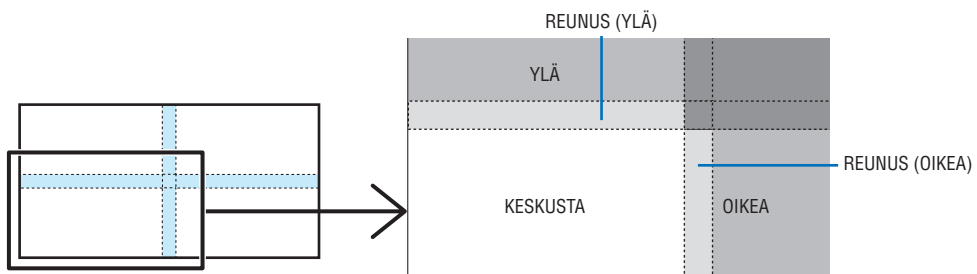 REUNUS (YLÄ)
YLÄ
REUNUS (OIKEA)
KESKUSTA
OIKEA